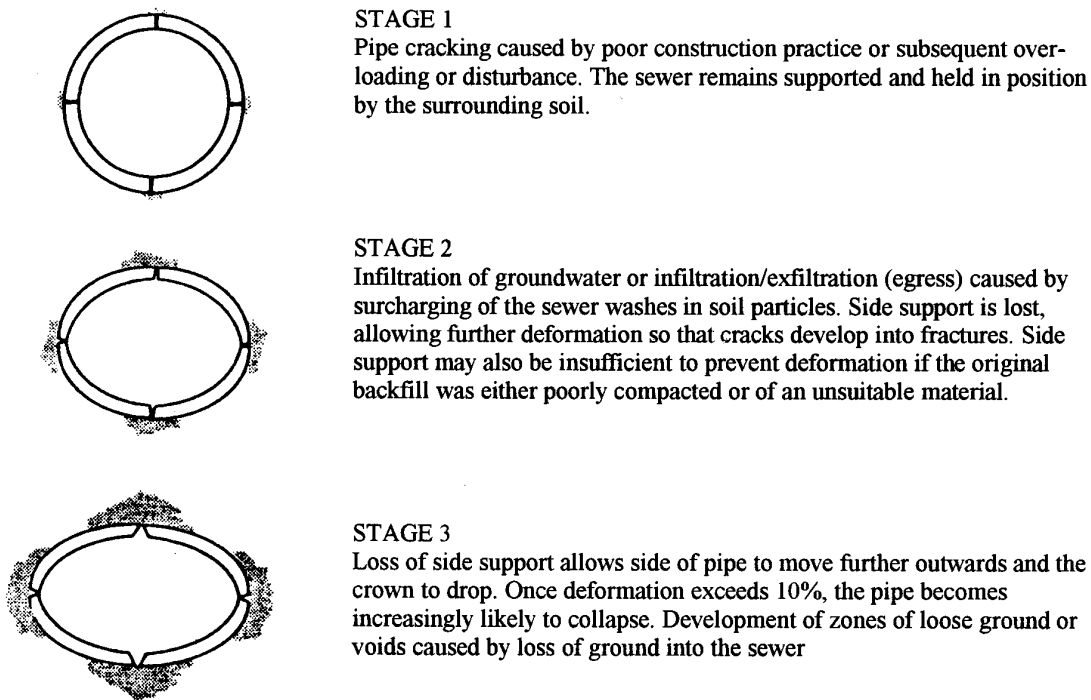 STAGE 1
Pipe cracking caused by poor construction practice or subsequent over-
loading or disturbance. The sewer remains supported and held in position
by the surrounding soil.
STAGE 2
Infiltration of groundwater or infiltration/exfiltration (egress) caused by
surcharging of the sewer washes in soil particles. Side support is lost,
allowing further deformation so that cracks develop into fractures. Side
support may also be insufficient to prevent deformation if the original
backfill was either poorly compacted or of an unsuitable material.
STAGE 3
Loss of side support allows side of pipe to move further outwards and the
crown to drop. Once deformation exceeds 10%, the pipe becomes
increasingly likely to collapse. Development of zones of loose ground or
voids caused by loss of ground into the sewer